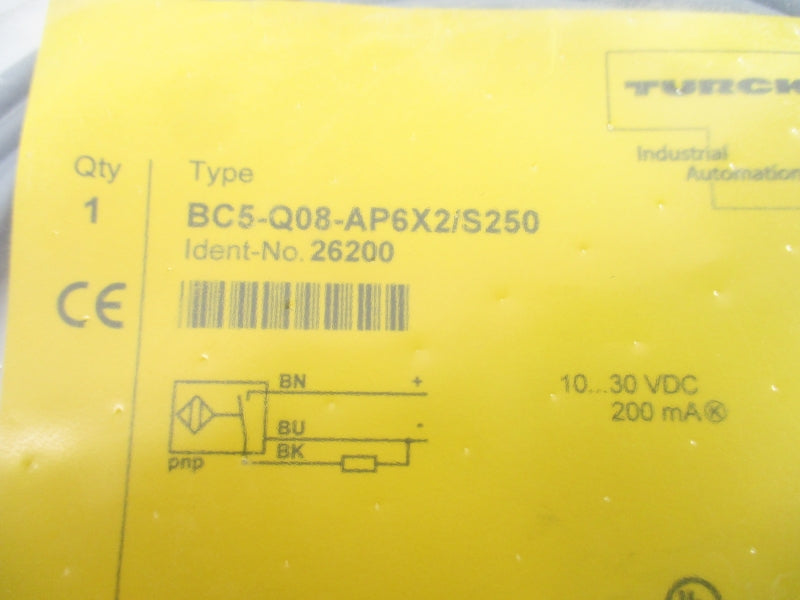 TURCK
Industrial
Automation
Qty
1
Type
BC5-Q08-AP6X2/S250
Ident-No. 26200
CE
BN +
BU -
BK
pnp
10...30 VDC
200 mA Ⓚ